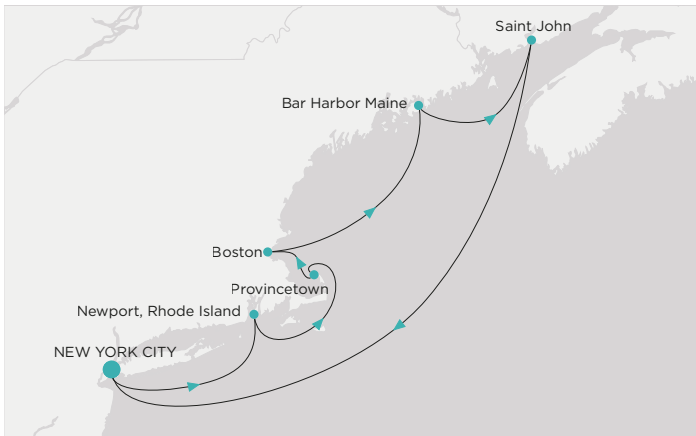 Saint John
Bar Harbor Maine
Boston
Provincetown
Newport, Rhode Island
NEW YORK CITY